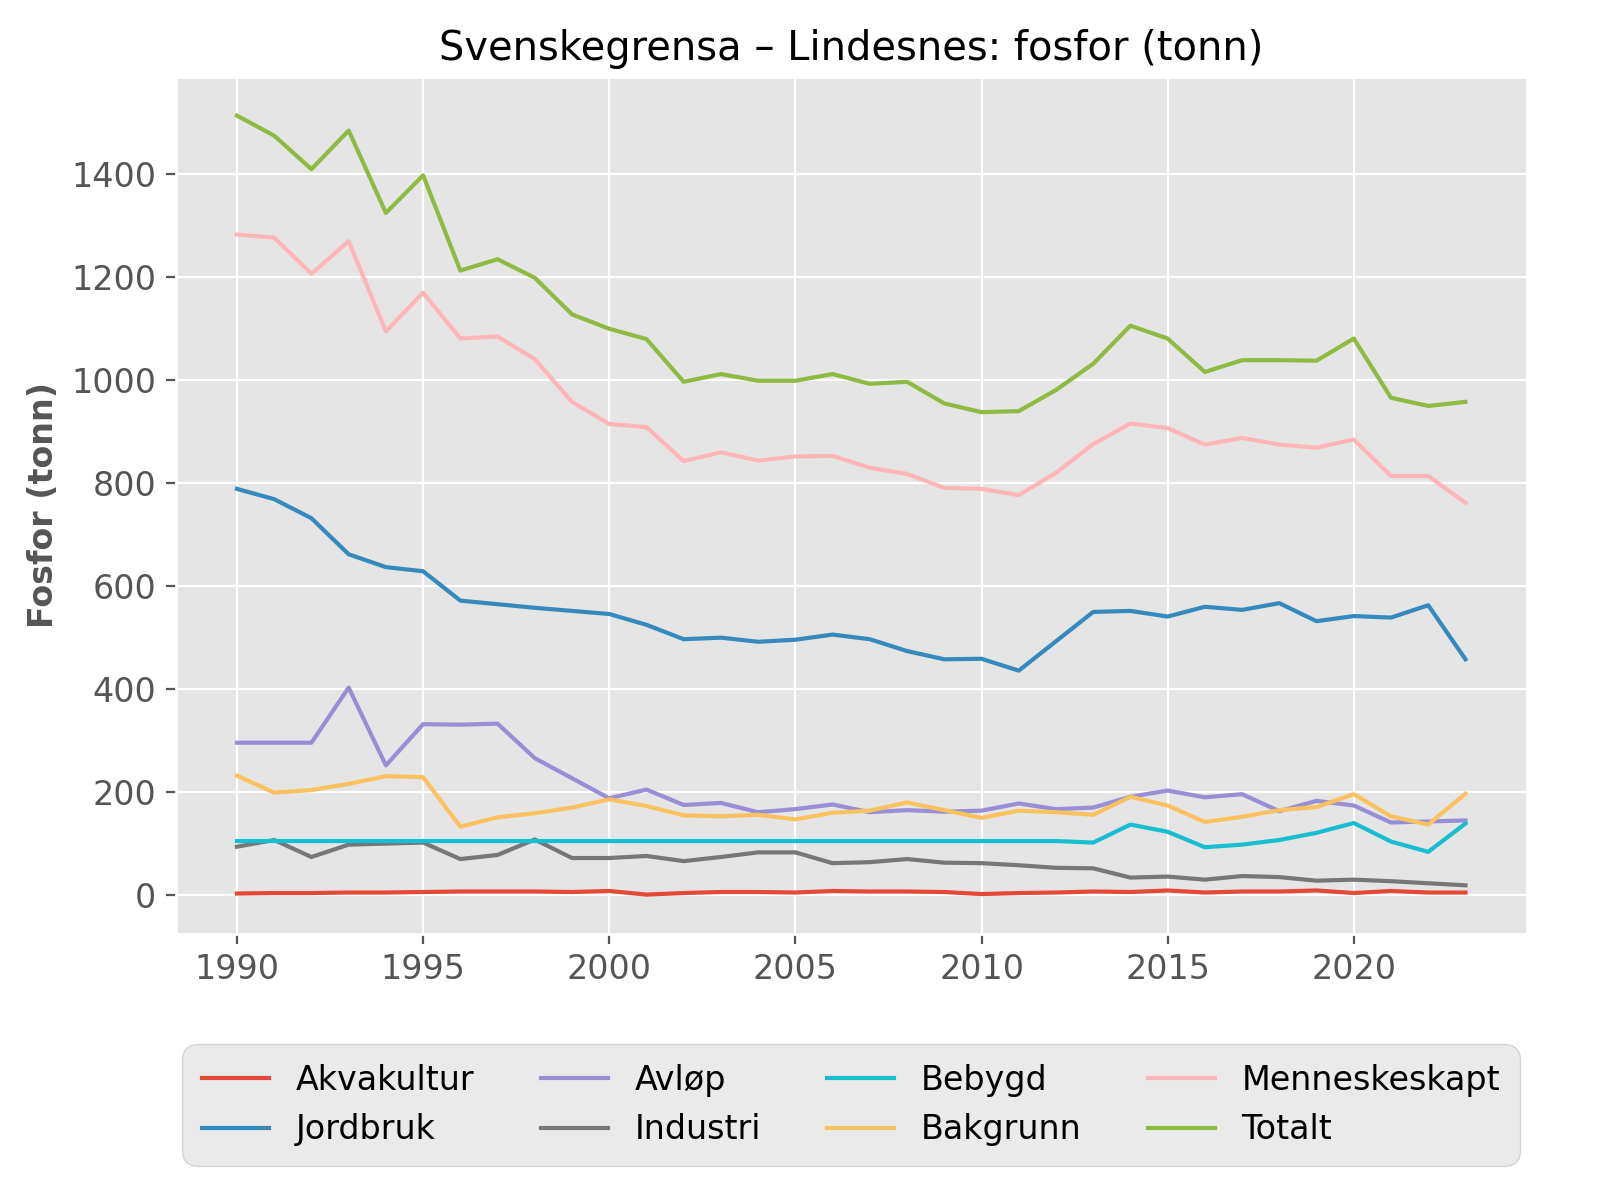 Svenskegrensa – Lindesnes: fosfor (tonn)
Fosfor (tonn)
1400
1200
1000
800
600
400
200
0
1990 1995 2000 2005 2010 2015 2020
Akvakultur Avløp Bebygd Menneskeskapt
Jordbruk Industri Bakgrunn Totalt